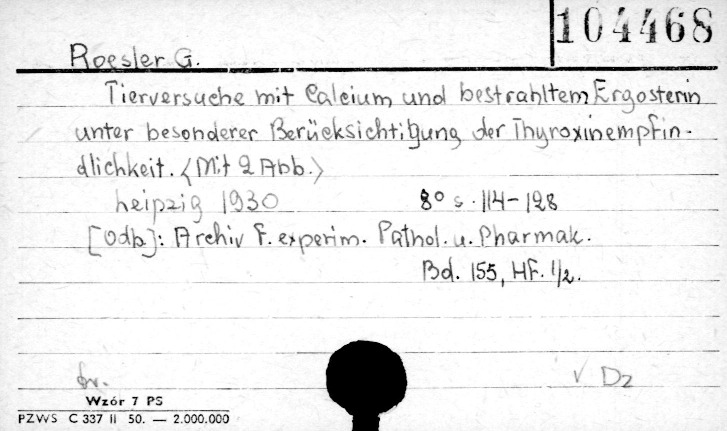 104468
Roesler G.
Tierversuche mit Calcium und bestrahltem Ergosterin
unter besonderer Berücksichtigung der Thyroxinempfin-
dlichkeit. <Mit 2 Abb.>
Leipzig 1930 8° s. 114-128
[Odb]: Archiv f. experim. Pathol. u. Pharmak.
Bd. 155, Hf. 1/2.
dr. √ Dz
Wzór 7 PS
PZWS C 337 II 50. — 2.000.000